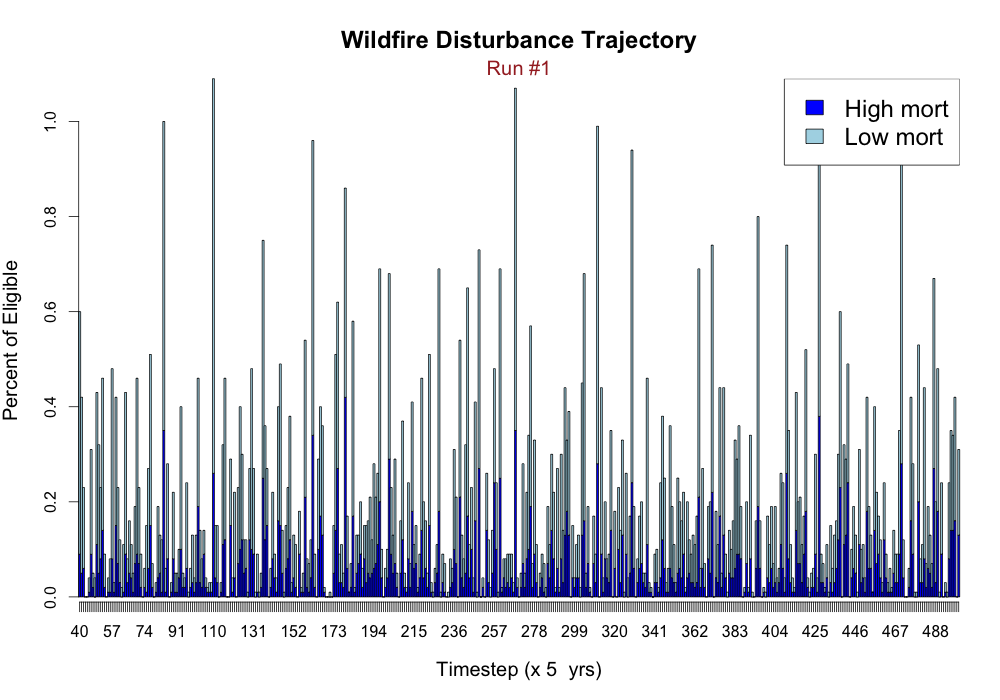 Wildfire Disturbance Trajectory
Run #1
High mort
Low mort
Percent of Eligible
1.0
0.8
0.6
0.4
0.2
0.0
40 57 74 91 110 131 152 173 194 215 236 257 278 299 320 341 362 383 404 425 446 467 488
Timestep (x 5  yrs)